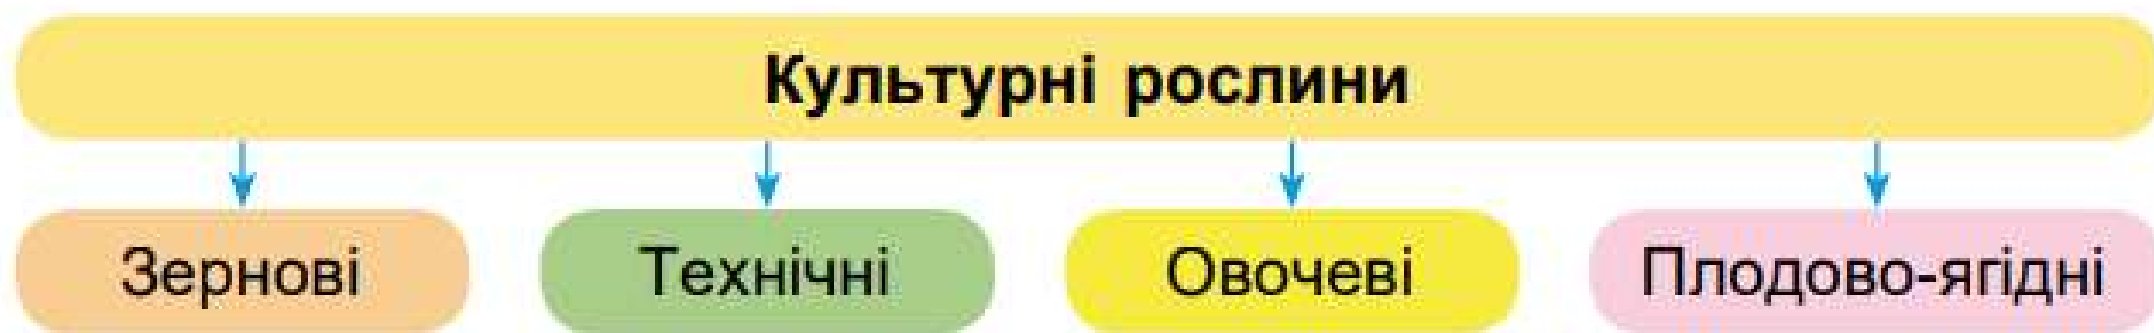 Культурні рослини
Зернові
Технічні
Овочеві
Плодово-ягідні